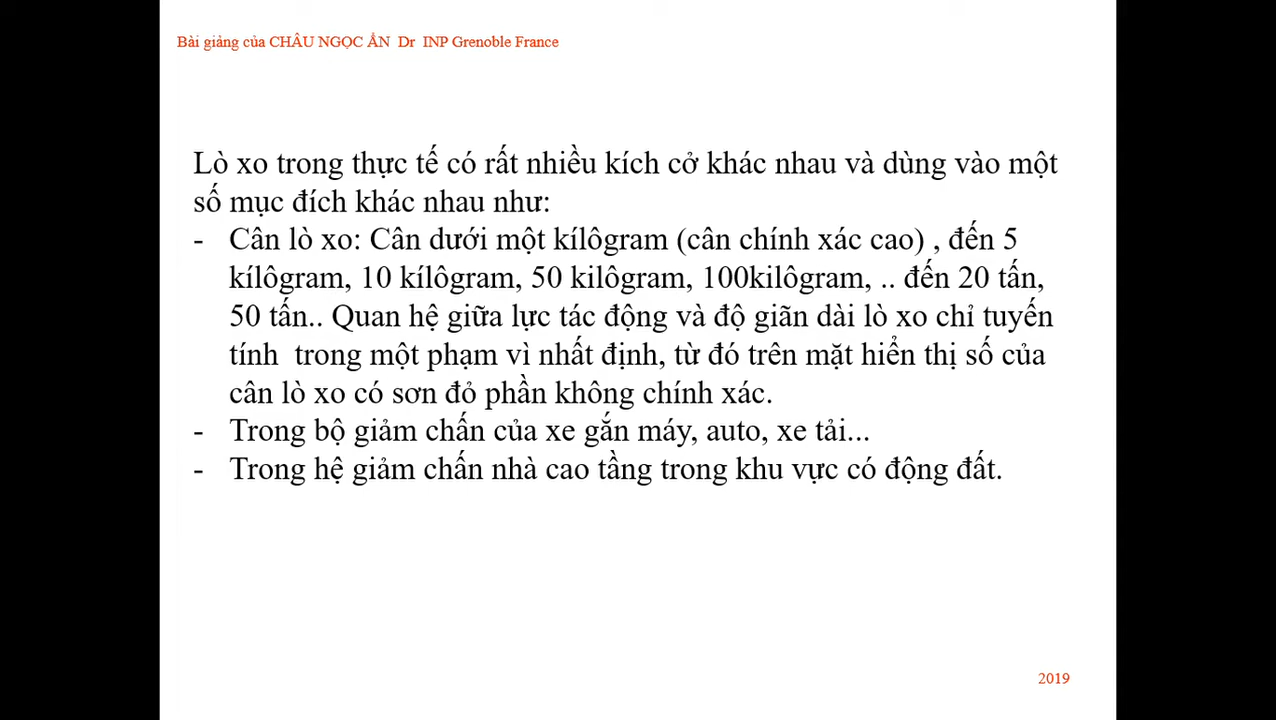 Bài giảng của CHÂU NGỌC ẨN Dr INP Grenoble France
Lò xo trong thực tế có rất nhiều kích cở khác nhau và dùng vào một
số mục đích khác nhau như:
- Cân lò xo: Cân dưới một kílôgram (cân chính xác cao) , đến 5
kílôgram, 10 kílôgram, 50 kilôgram, 100kilôgram, .. đến 20 tấn,
50 tấn.. Quan hệ giữa lực tác động và độ giãn dài lò xo chỉ tuyến
tính trong một phạm vì nhất định, từ đó trên mặt hiển thị số của
cân lò xo có sơn đỏ phần không chính xác.
- Trong bộ giảm chấn của xe gắn máy, auto, xe tải...
- Trong hệ giảm chấn nhà cao tầng trong khu vực có động đất.
2019